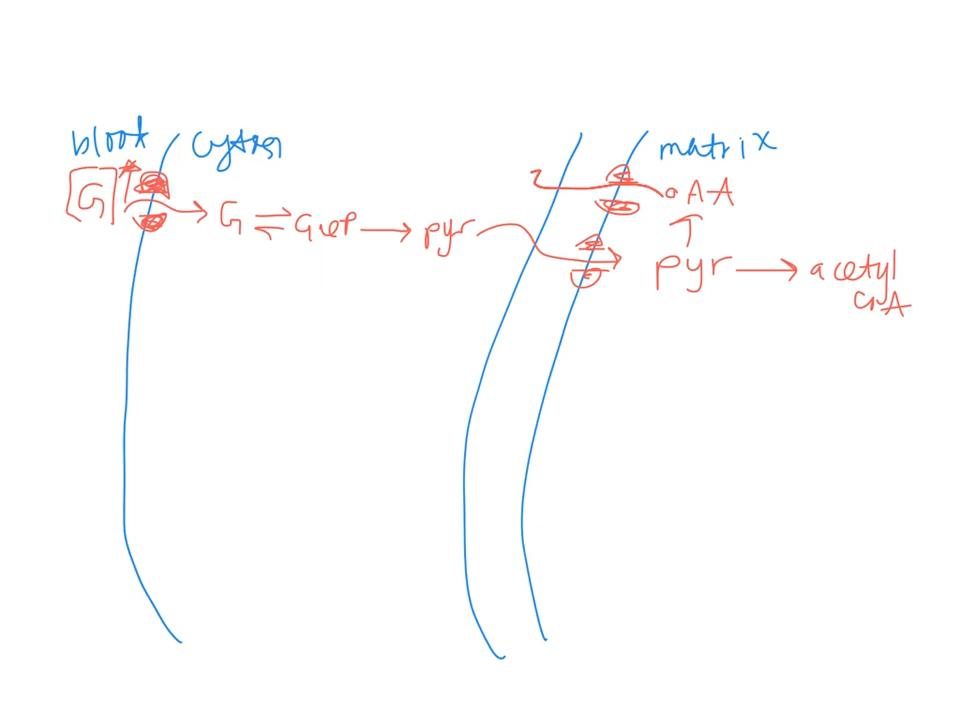 blood cytosol matrix
[G]↑ OAA
G ⇌ G6P → pyr
pyr → acetyl
CoA